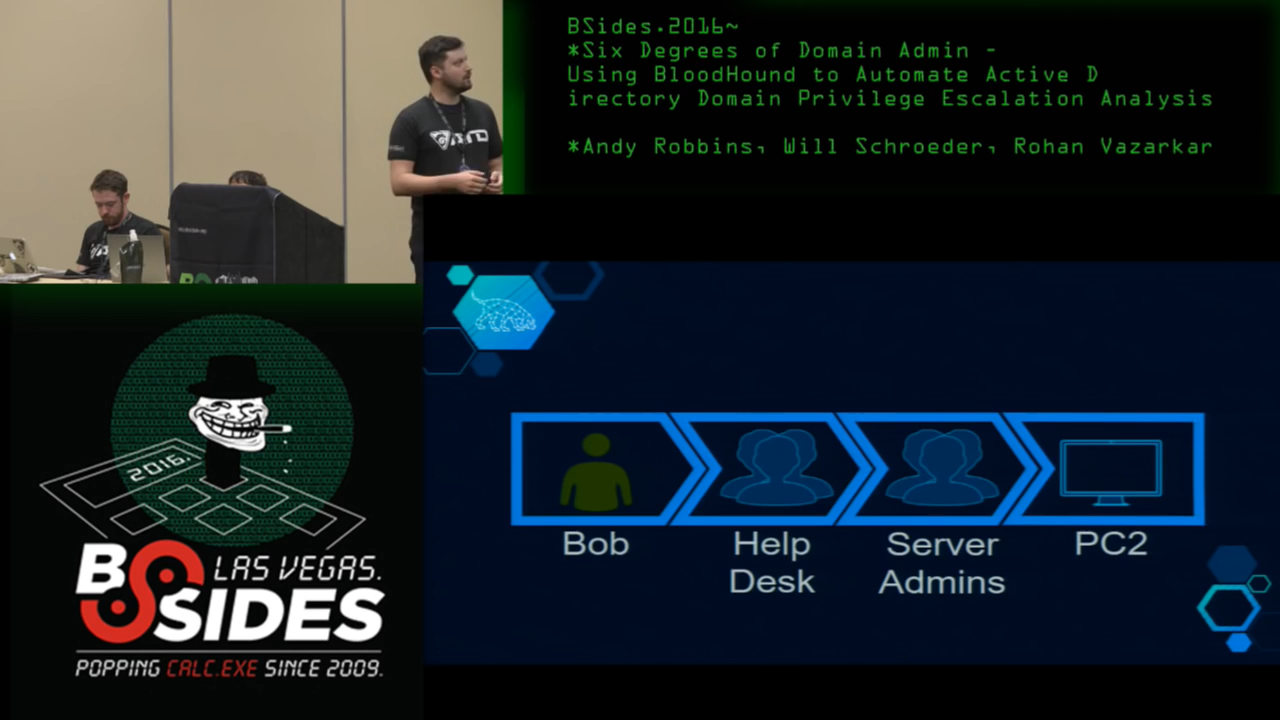 BSides.2016~
*Six Degrees of Domain Admin -
Using BloodHound to Automate Active D
irectory Domain Privilege Escalation Analysis
*Andy Robbins, Will Schroeder, Rohan Vazarkar
2016.
BSIDES
LAS VEGAS.
POPPING CALC.EXE SINCE 2009.
Bob
Help
Desk
Server
Admins
PC2